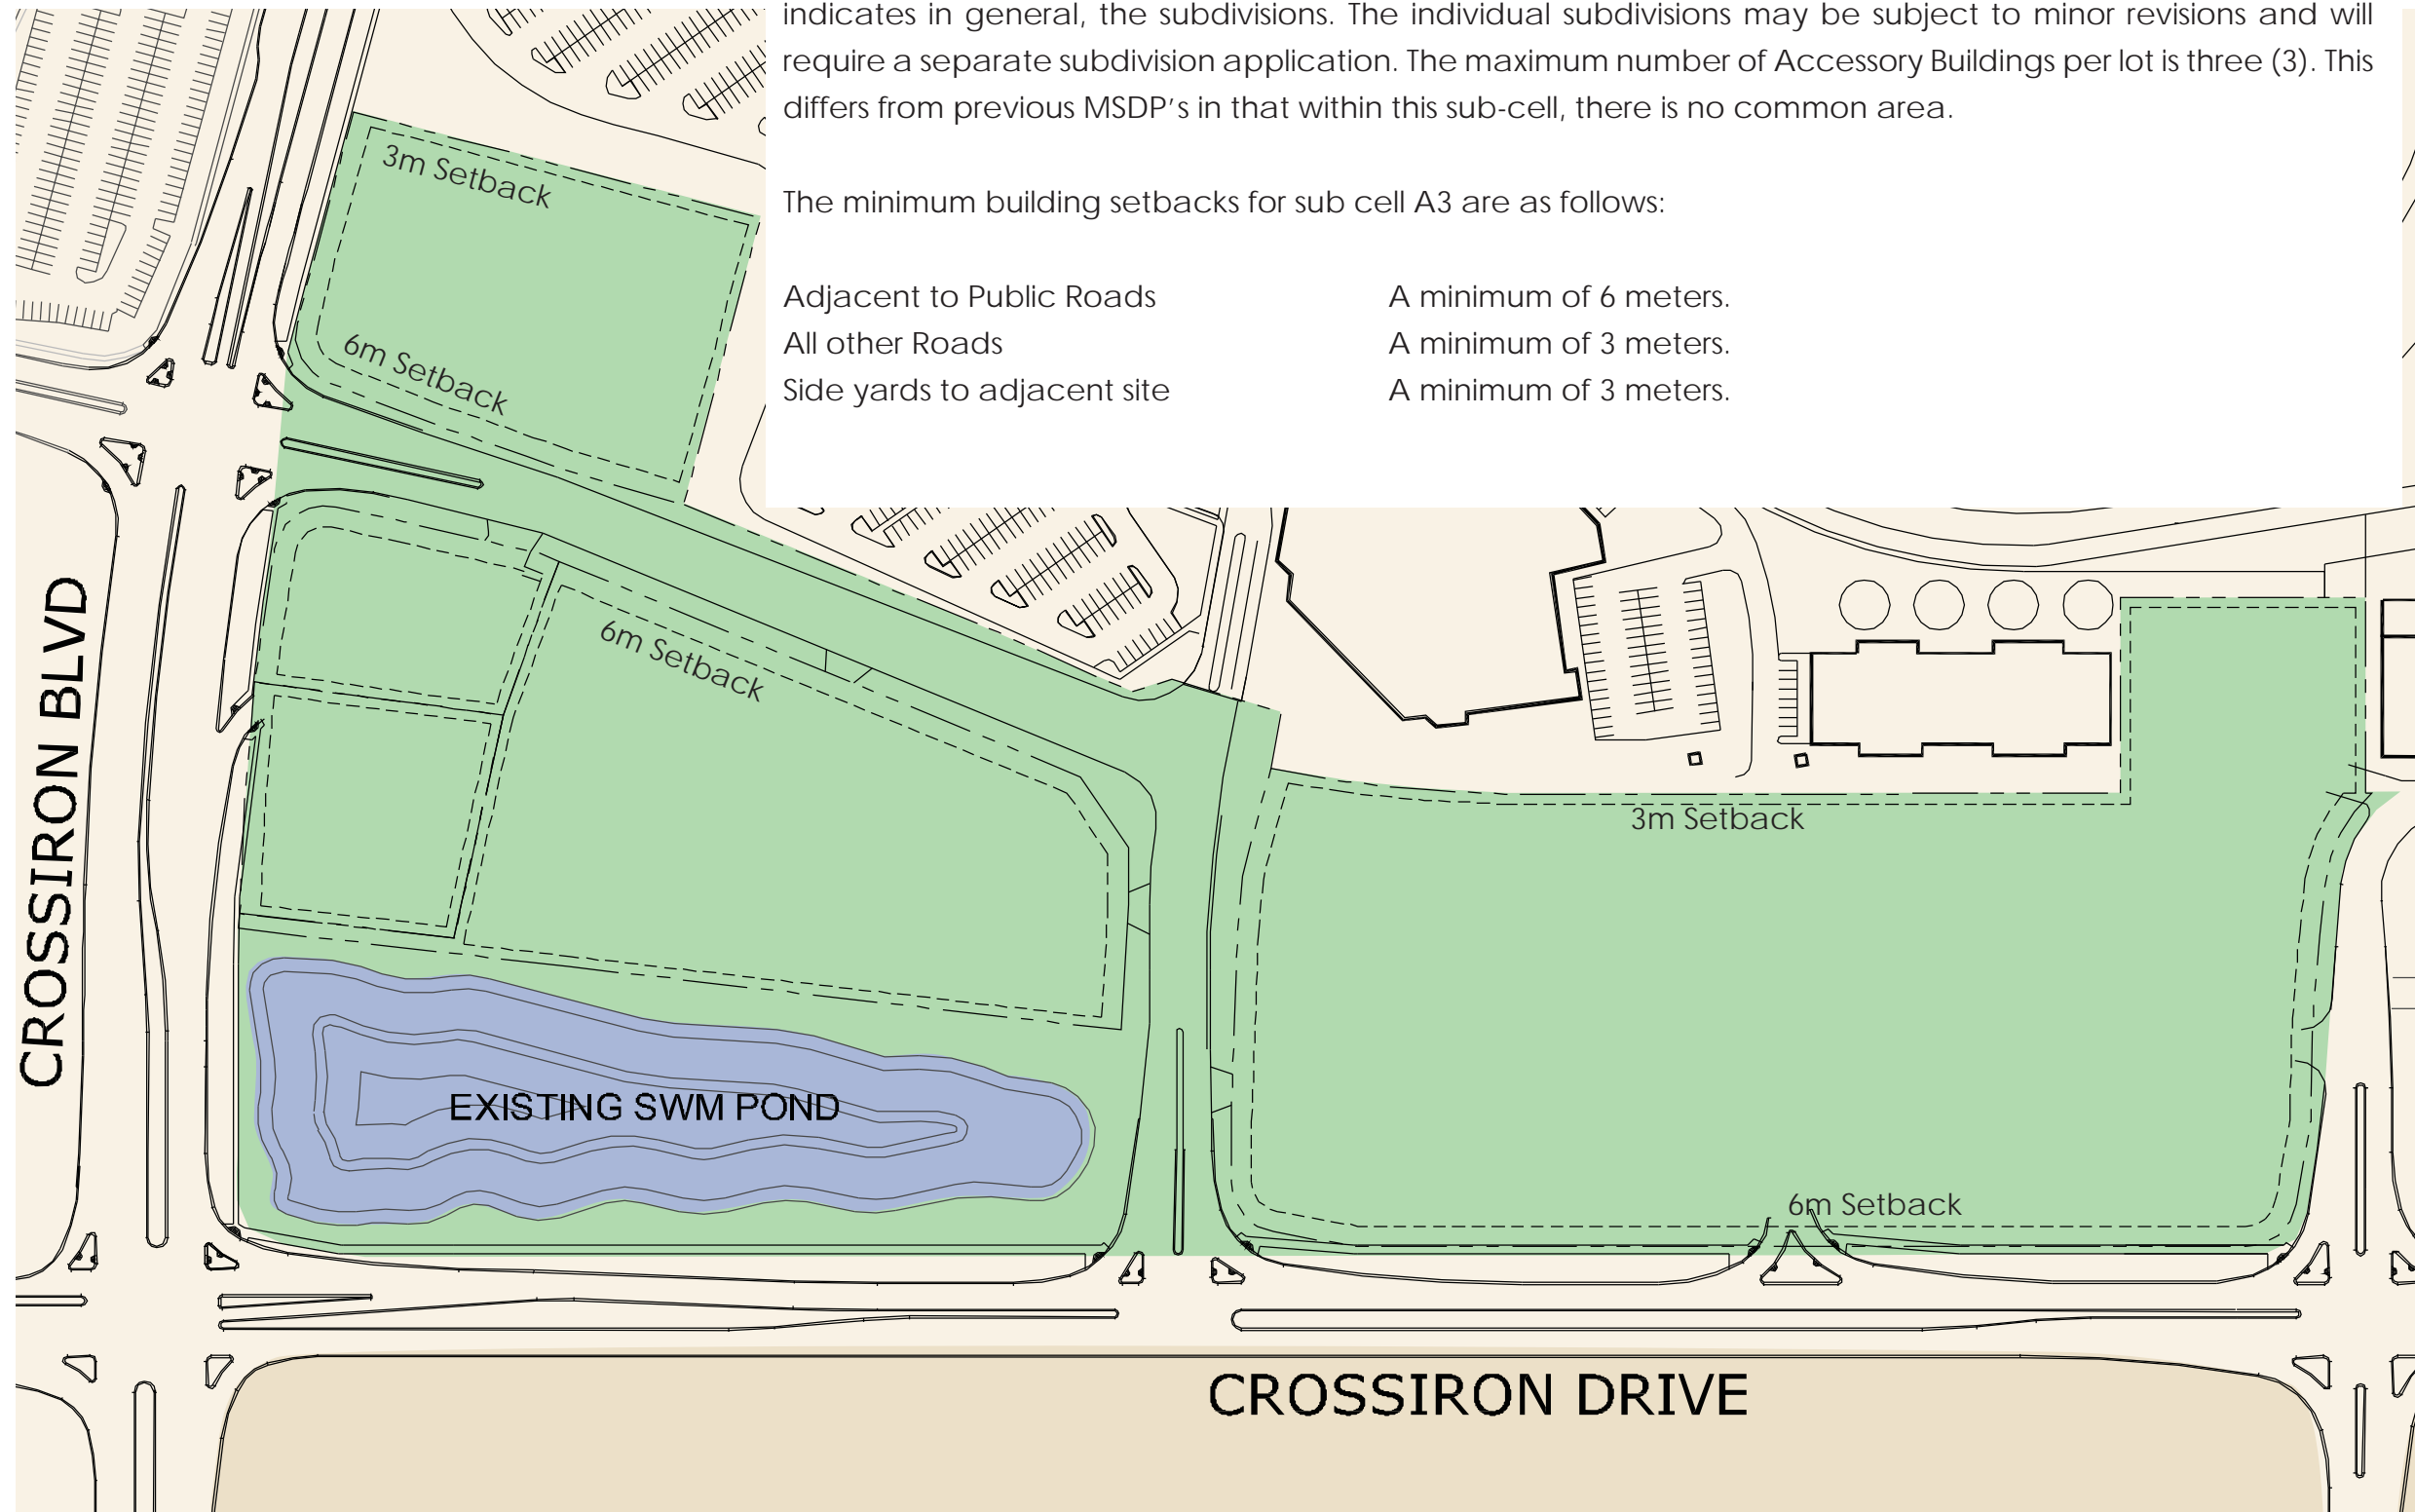 indicates in general, the subdivisions. The individual subdivisions may be subject to minor revisions and will
require a separate subdivision application. The maximum number of Accessory Buildings per lot is three (3). This
differs from previous MSDP's in that within this sub-cell, there is no common area.
The minimum building setbacks for sub cell A3 are as follows:
Adjacent to Public Roads A minimum of 6 meters.
All other Roads A minimum of 3 meters.
Side yards to adjacent site A minimum of 3 meters.
3m Setback
6m Setback
6m Setback
CROSSIRON BLVD
3m Setback
EXISTING SWM POND
6m Setback
CROSSIRON DRIVE